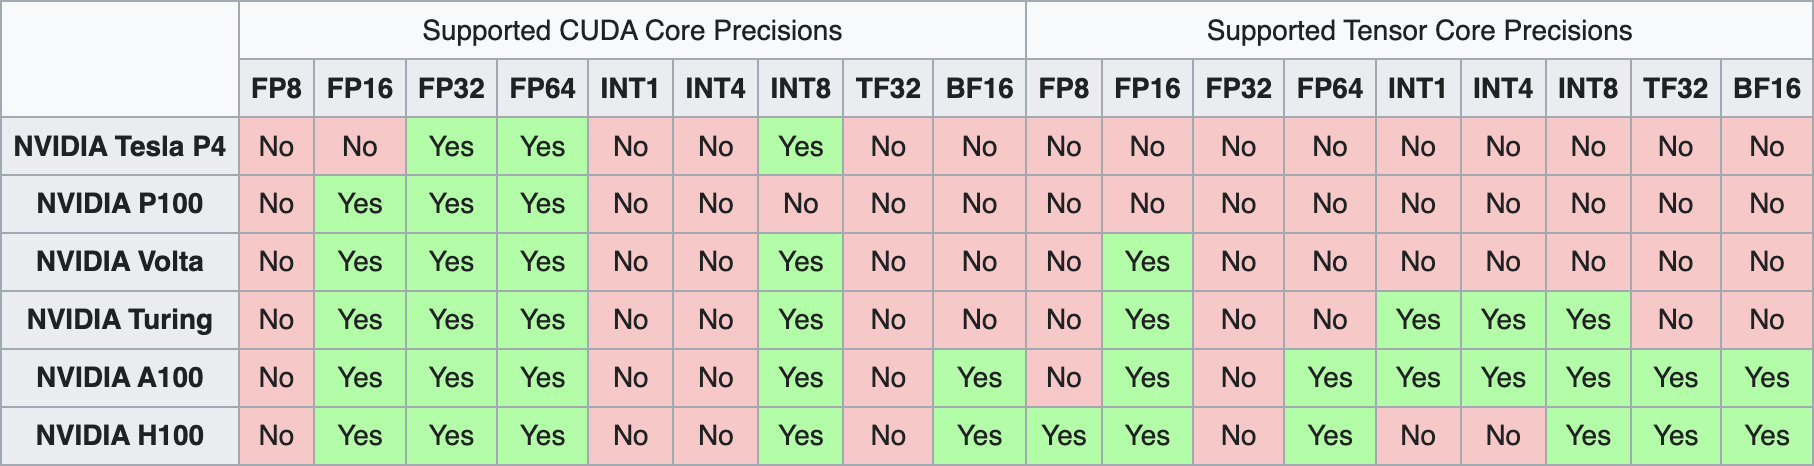 Supported CUDA Core Precisions Supported Tensor Core Precisions
FP8 FP16 FP32 FP64 INT1 INT4 INT8 TF32 BF16 FP8 FP16 FP32 FP64 INT1 INT4 INT8 TF32 BF16
NVIDIA Tesla P4 No No Yes Yes No No Yes No No No No No No No No No No No
NVIDIA P100 No Yes Yes Yes No No No No No No No No No No No No No No
NVIDIA Volta No Yes Yes Yes No No Yes No No No Yes No No No No No No No
NVIDIA Turing No Yes Yes Yes No No Yes No No No Yes No No Yes Yes Yes No No
NVIDIA A100 No Yes Yes Yes No No Yes No Yes No Yes No Yes Yes Yes Yes Yes Yes
NVIDIA H100 No Yes Yes Yes No No Yes No Yes Yes Yes No Yes No No Yes Yes Yes